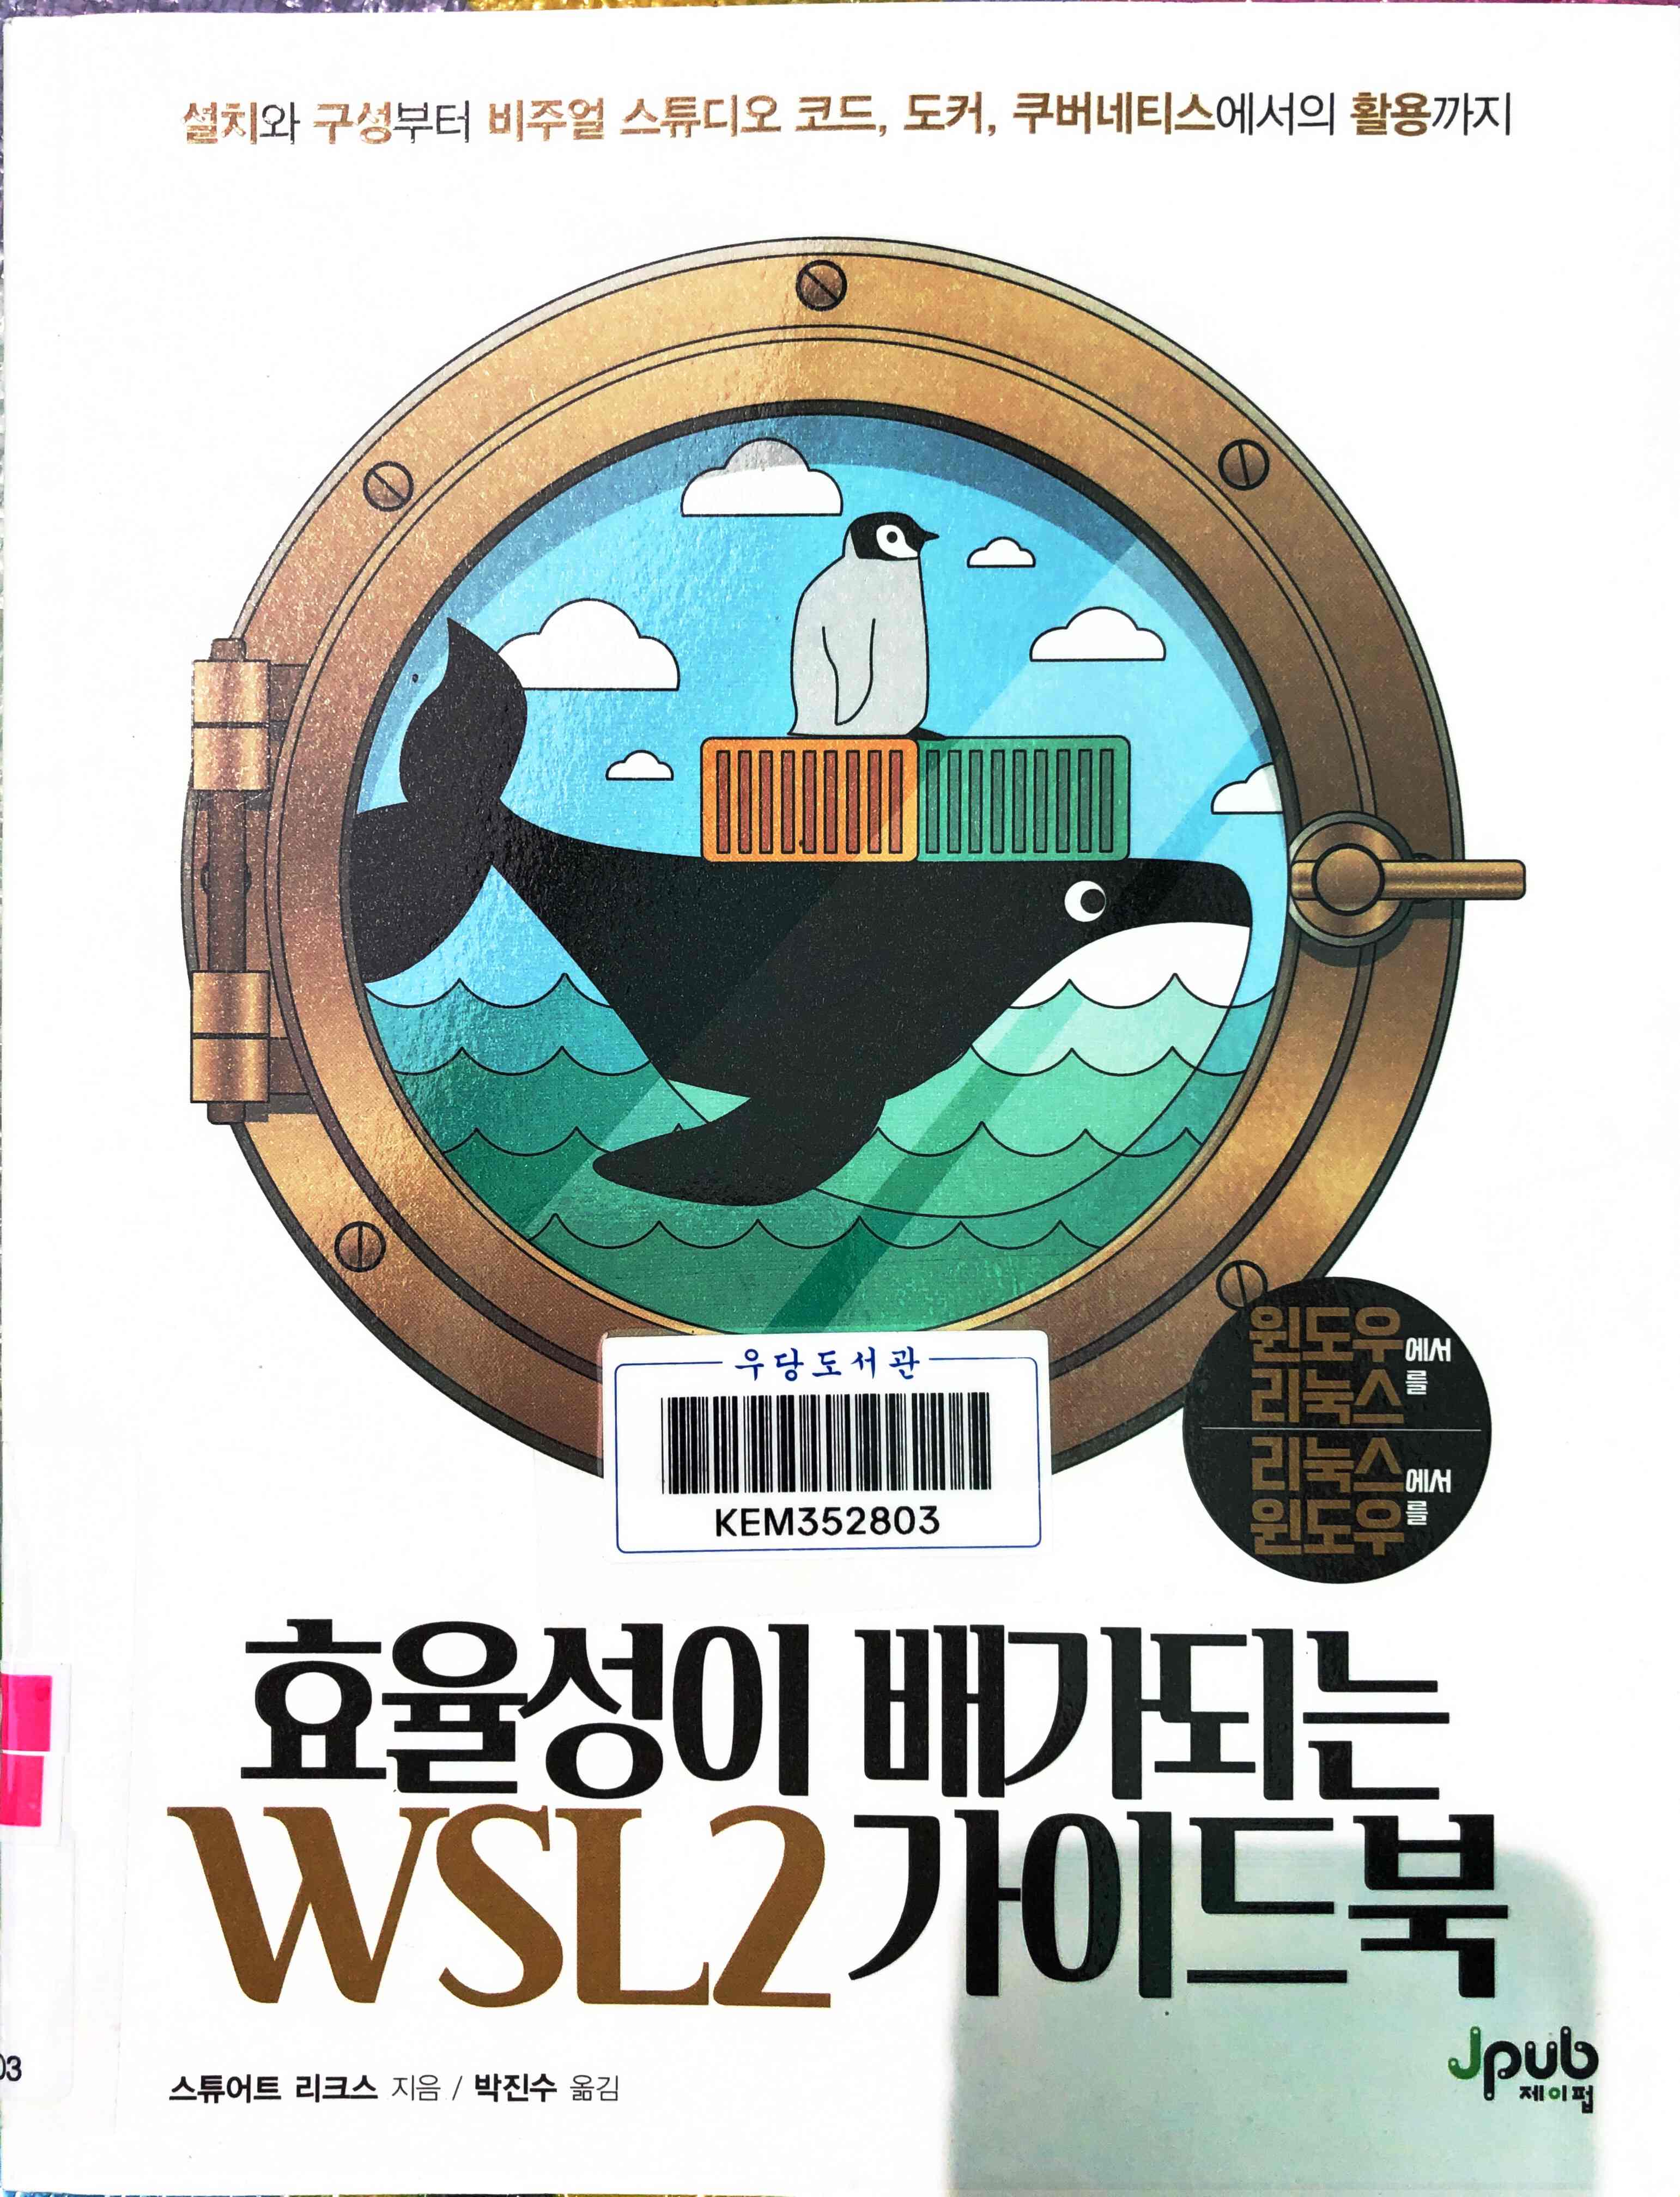 설치와 구성부터 비주얼 스튜디오 코드, 도커, 쿠버네티스에서의 활용까지
우당도서관
KEM352803
윈도우에서
리눅스를
리눅스에서
윈도우를
효율성이 배가되는
WSL2 가이드북
03
스튜어트 리크스 지음 / 박진수 옮김
Jpub
제이펍